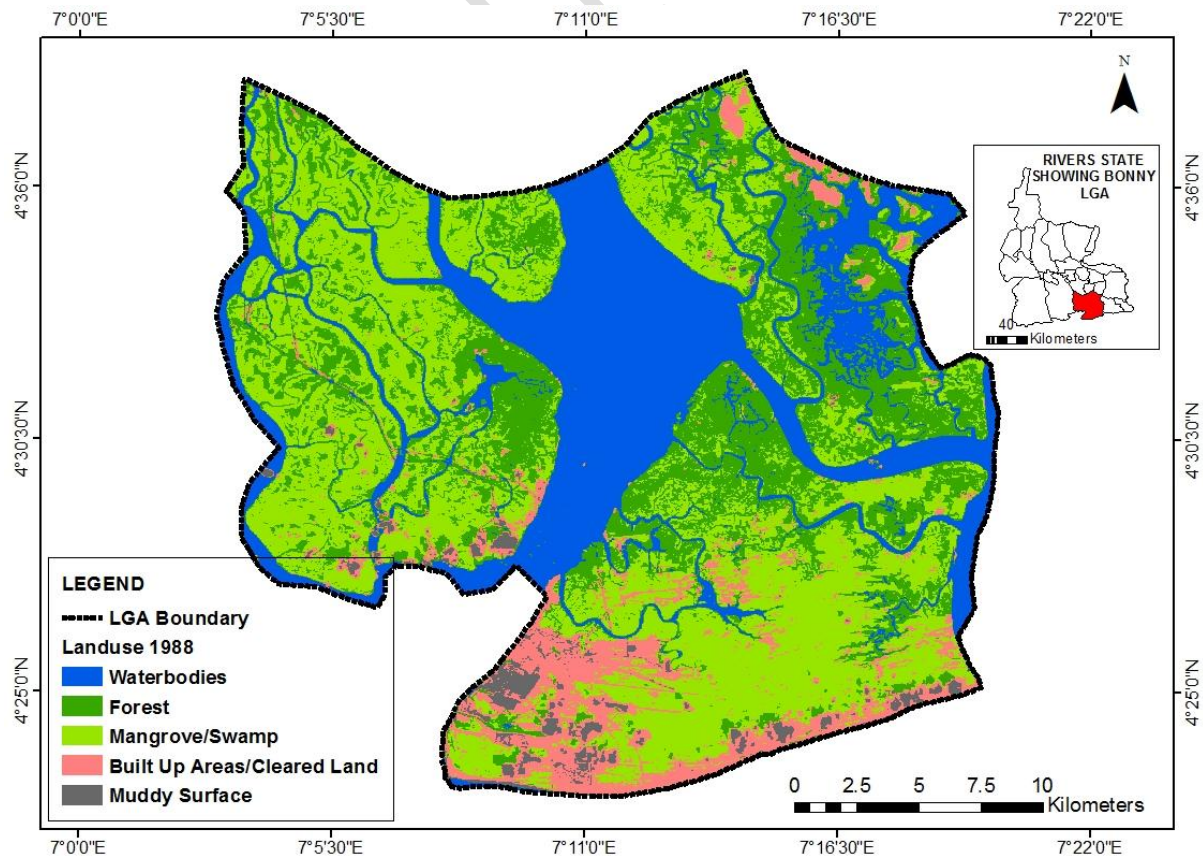 7°0'0"E 7°5'30"E 7°11'0"E 7°16'30"E 7°22'0"E
N
RIVERS STATE
SHOWING BONNY
LGA
40
Kilometers
4°36'0"N 4°36'0"N
4°30'30"N 4°30'30"N
4°25'0"N 4°25'0"N
LEGEND
LGA Boundary
Landuse 1988
Waterbodies
Forest
Mangrove/Swamp
Built Up Areas/Cleared Land
Muddy Surface
0 2.5 5 7.5 10
Kilometers
7°0'0"E 7°5'30"E 7°11'0"E 7°16'30"E 7°22'0"E